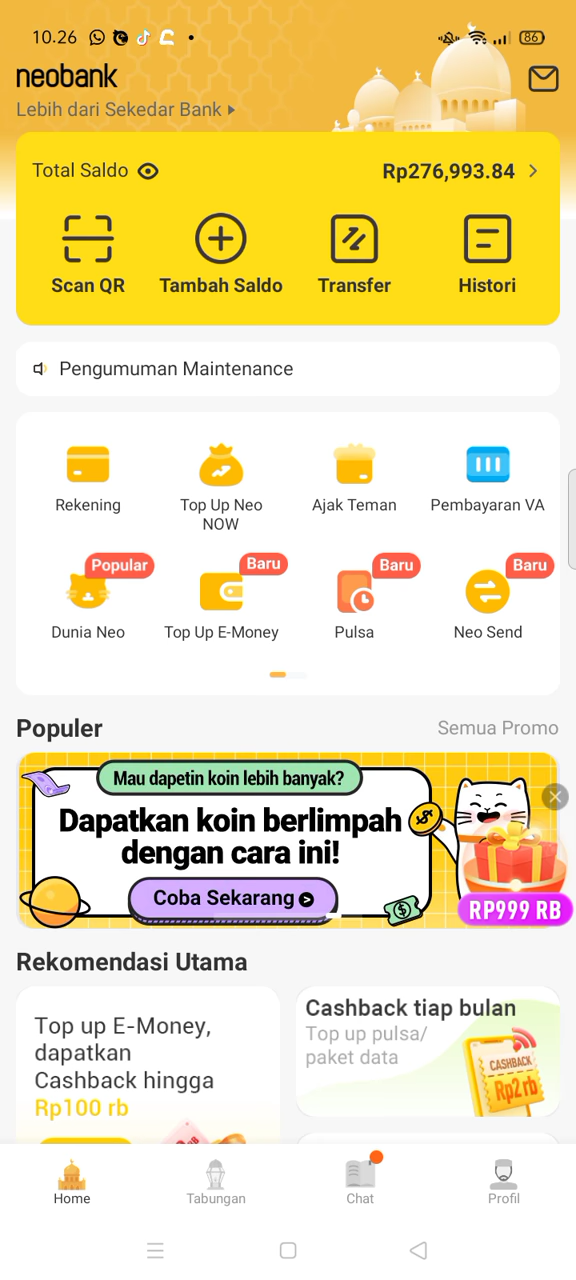 10.26
86
neobank
Lebih dari Sekedar Bank
Total Saldo
Rp276,993.84
Scan QR
Tambah Saldo
Transfer
Histori
Pengumuman Maintenance
Rekening
Top Up Neo
NOW
Ajak Teman
Pembayaran VA
Populer
Baru
Baru
Baru
Dunia Neo
Top Up E-Money
Pulsa
Neo Send
Populer
Semua Promo
Mau dapetin koin lebih banyak?
Dapatkan koin berlimpah
dengan cara ini!
Coba Sekarang
RP999 RB
Rekomendasi Utama
Top up E-Money,
dapatkan
Cashback hingga
Rp100 rb
Cashback tiap bulan
Top up pulsa/
paket data
CASHBACK
Rp2 rb
Home
Tabungan
Chat
Profil